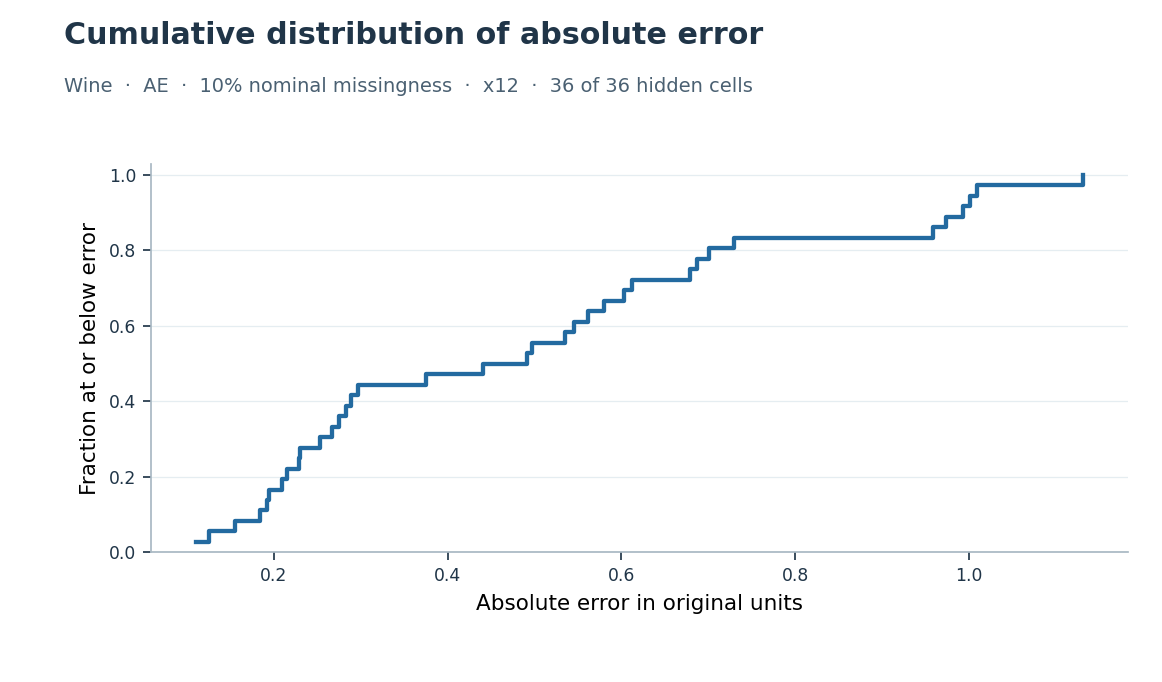 Cumulative distribution of absolute error
Wine · AE · 10% nominal missingness · x12 · 36 of 36 hidden cells
Fraction at or below error
1.0
0.8
0.6
0.4
0.2
0.0
0.2 0.4 0.6 0.8 1.0
Absolute error in original units